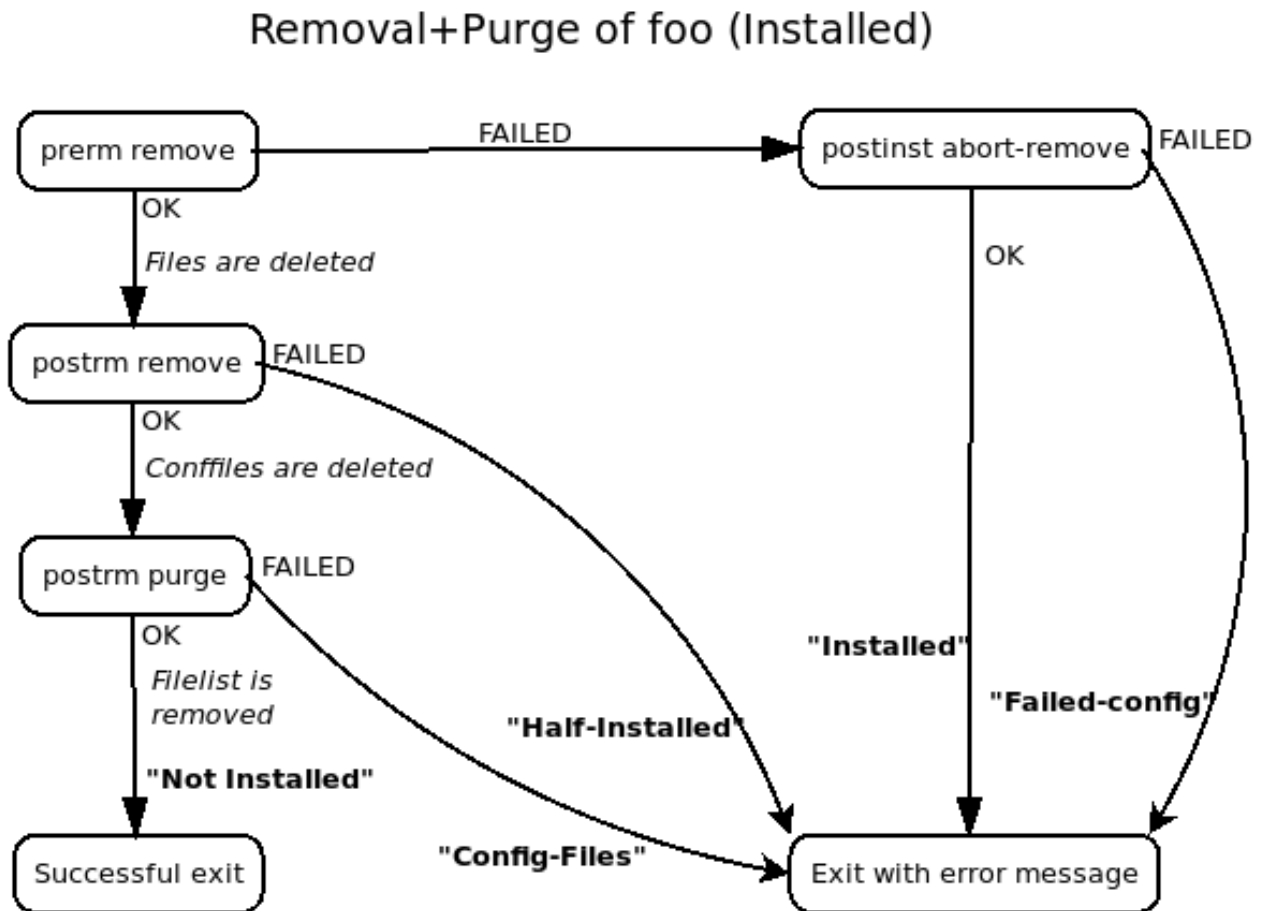 Removal+Purge of foo (Installed)
prerm remove
FAILED
postinst abort-remove
FAILED
OK
Files are deleted
OK
postrm remove
FAILED
OK
Conffiles are deleted
postrm purge
FAILED
OK
Filelist is
removed
"Installed"
"Failed-config"
"Half-Installed"
"Not Installed"
"Config-Files"
Successful exit
Exit with error message